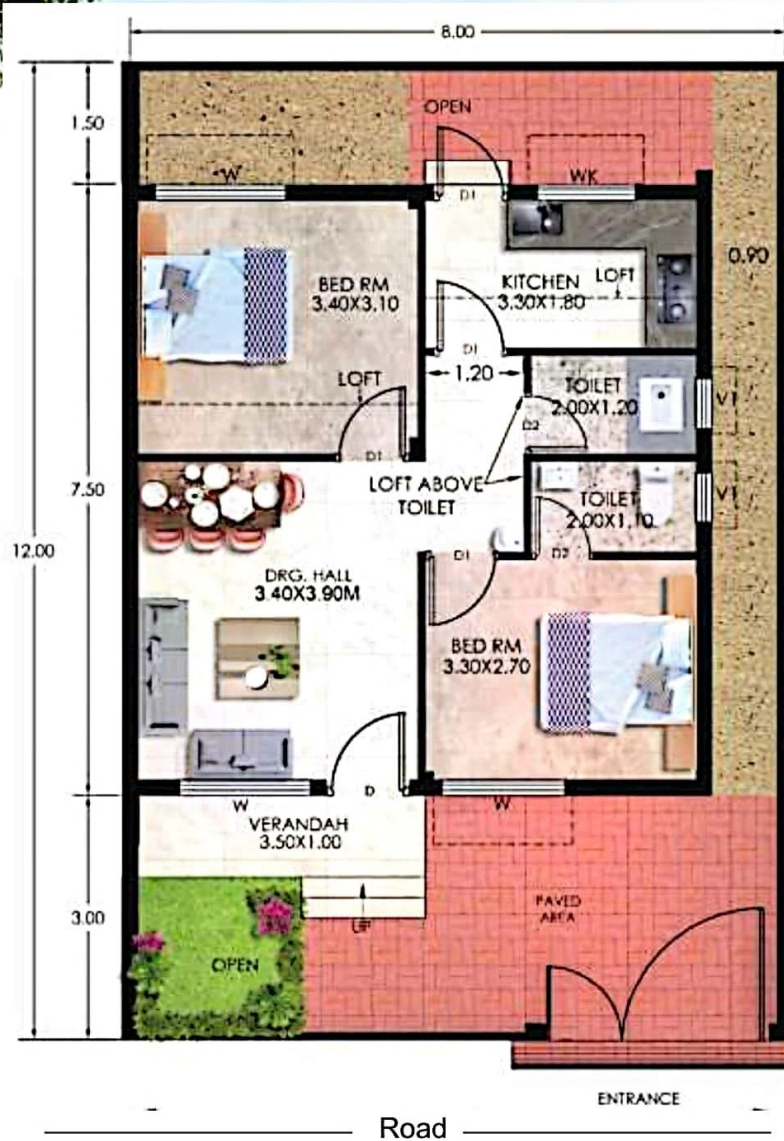 8.00
1.50
OPEN
D1
W
WK
0.90
BED RM
3.40X3.10
KITCHEN
3.30X1.80
LOFT
D1
1.20
LOFT
TOILET
2.00X1.20
V1
D2
D1
7.50
LOFT ABOVE
TOILET
TOILET
2.00X1.10
V1
12.00
D1
D2
DRG. HALL
3.40X3.90M
BED RM
3.30X2.70
W
D
W
VERANDAH
3.50X1.00
3.00
UP
PAVED
AREA
OPEN
ENTRANCE
Road